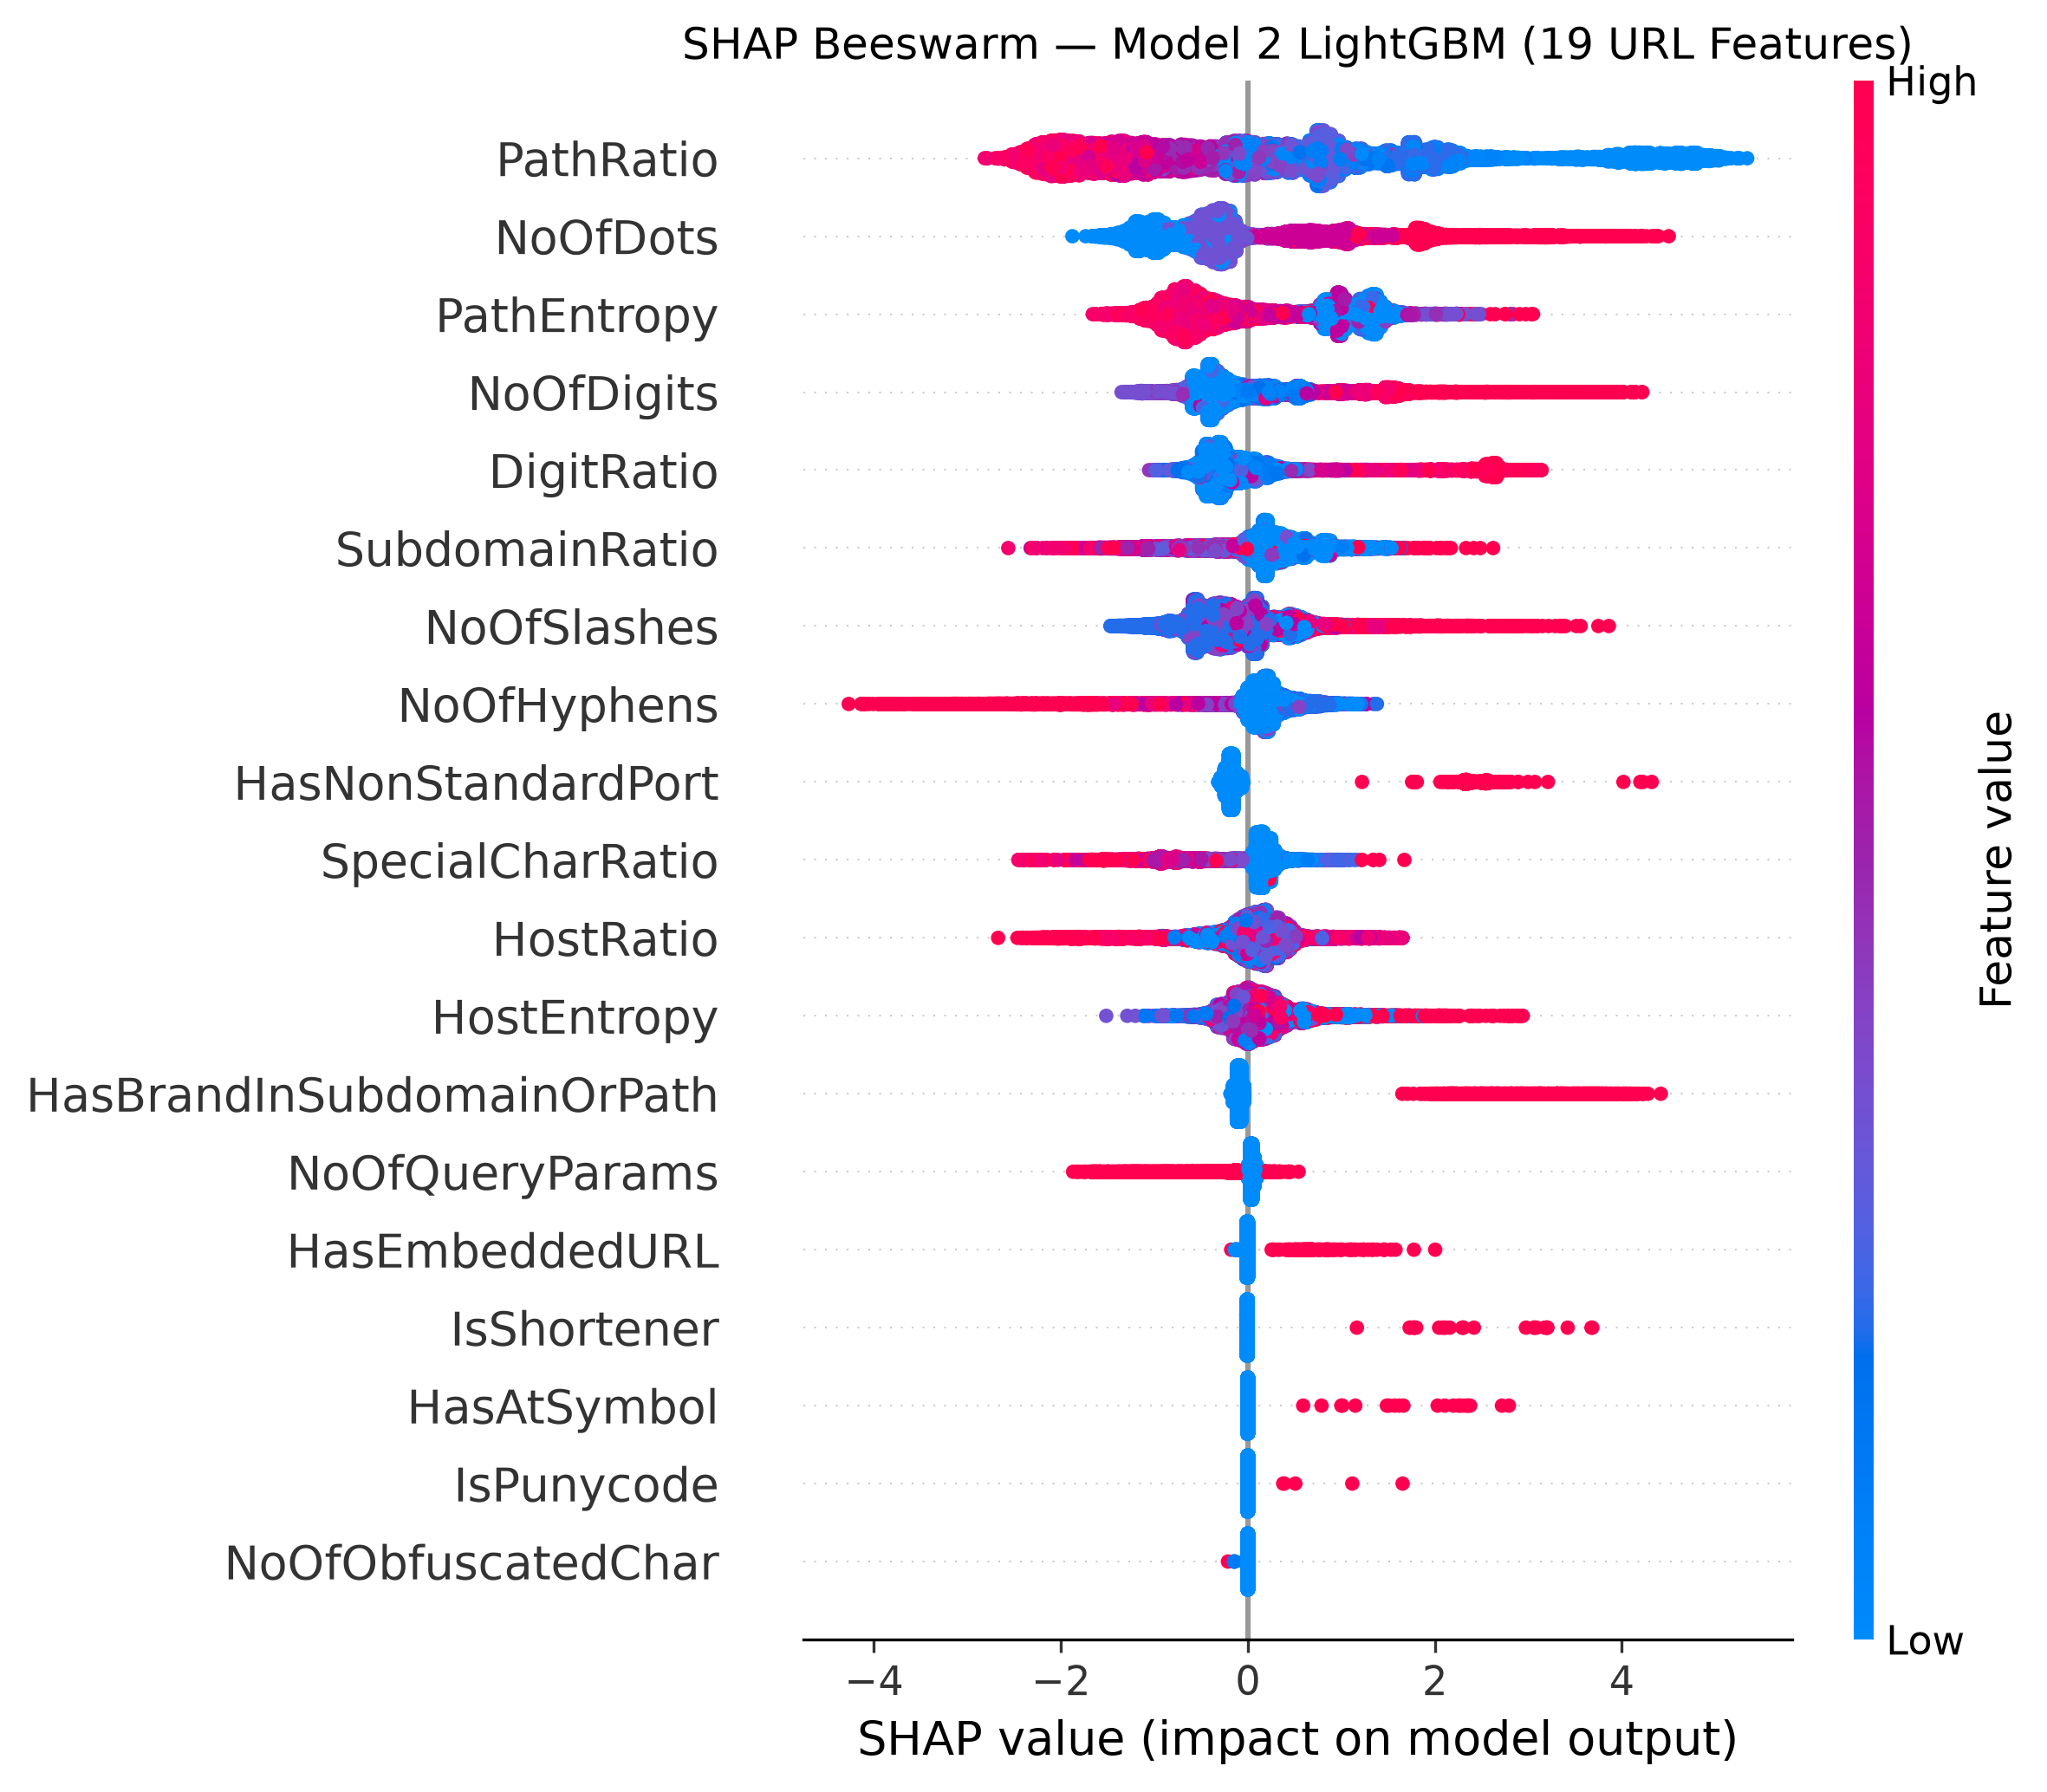 SHAP Beeswarm — Model 2 LightGBM (19 URL Features)
High
PathRatio
NoOfDots
PathEntropy
NoOfDigits
DigitRatio
SubdomainRatio
NoOfSlashes
NoOfHyphens
HasNonStandardPort
SpecialCharRatio
HostRatio
HostEntropy
HasBrandInSubdomainOrPath
NoOfQueryParams
HasEmbeddedURL
IsShortener
HasAtSymbol
IsPunycode
NoOfObfuscatedChar
Feature value
Low
−4 −2 0 2 4
SHAP value (impact on model output)